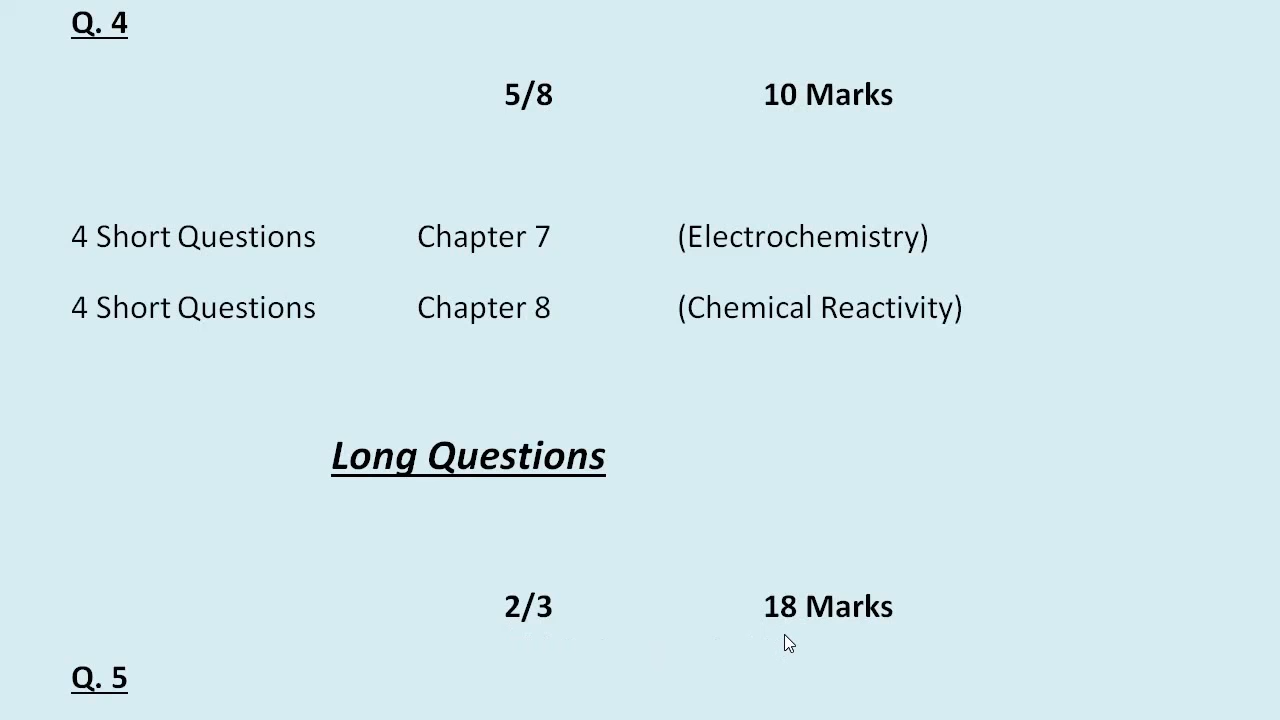 Q. 4
5/8 10 Marks
4 Short Questions Chapter 7 (Electrochemistry)
4 Short Questions Chapter 8 (Chemical Reactivity)
Long Questions
2/3 18 Marks
Q. 5